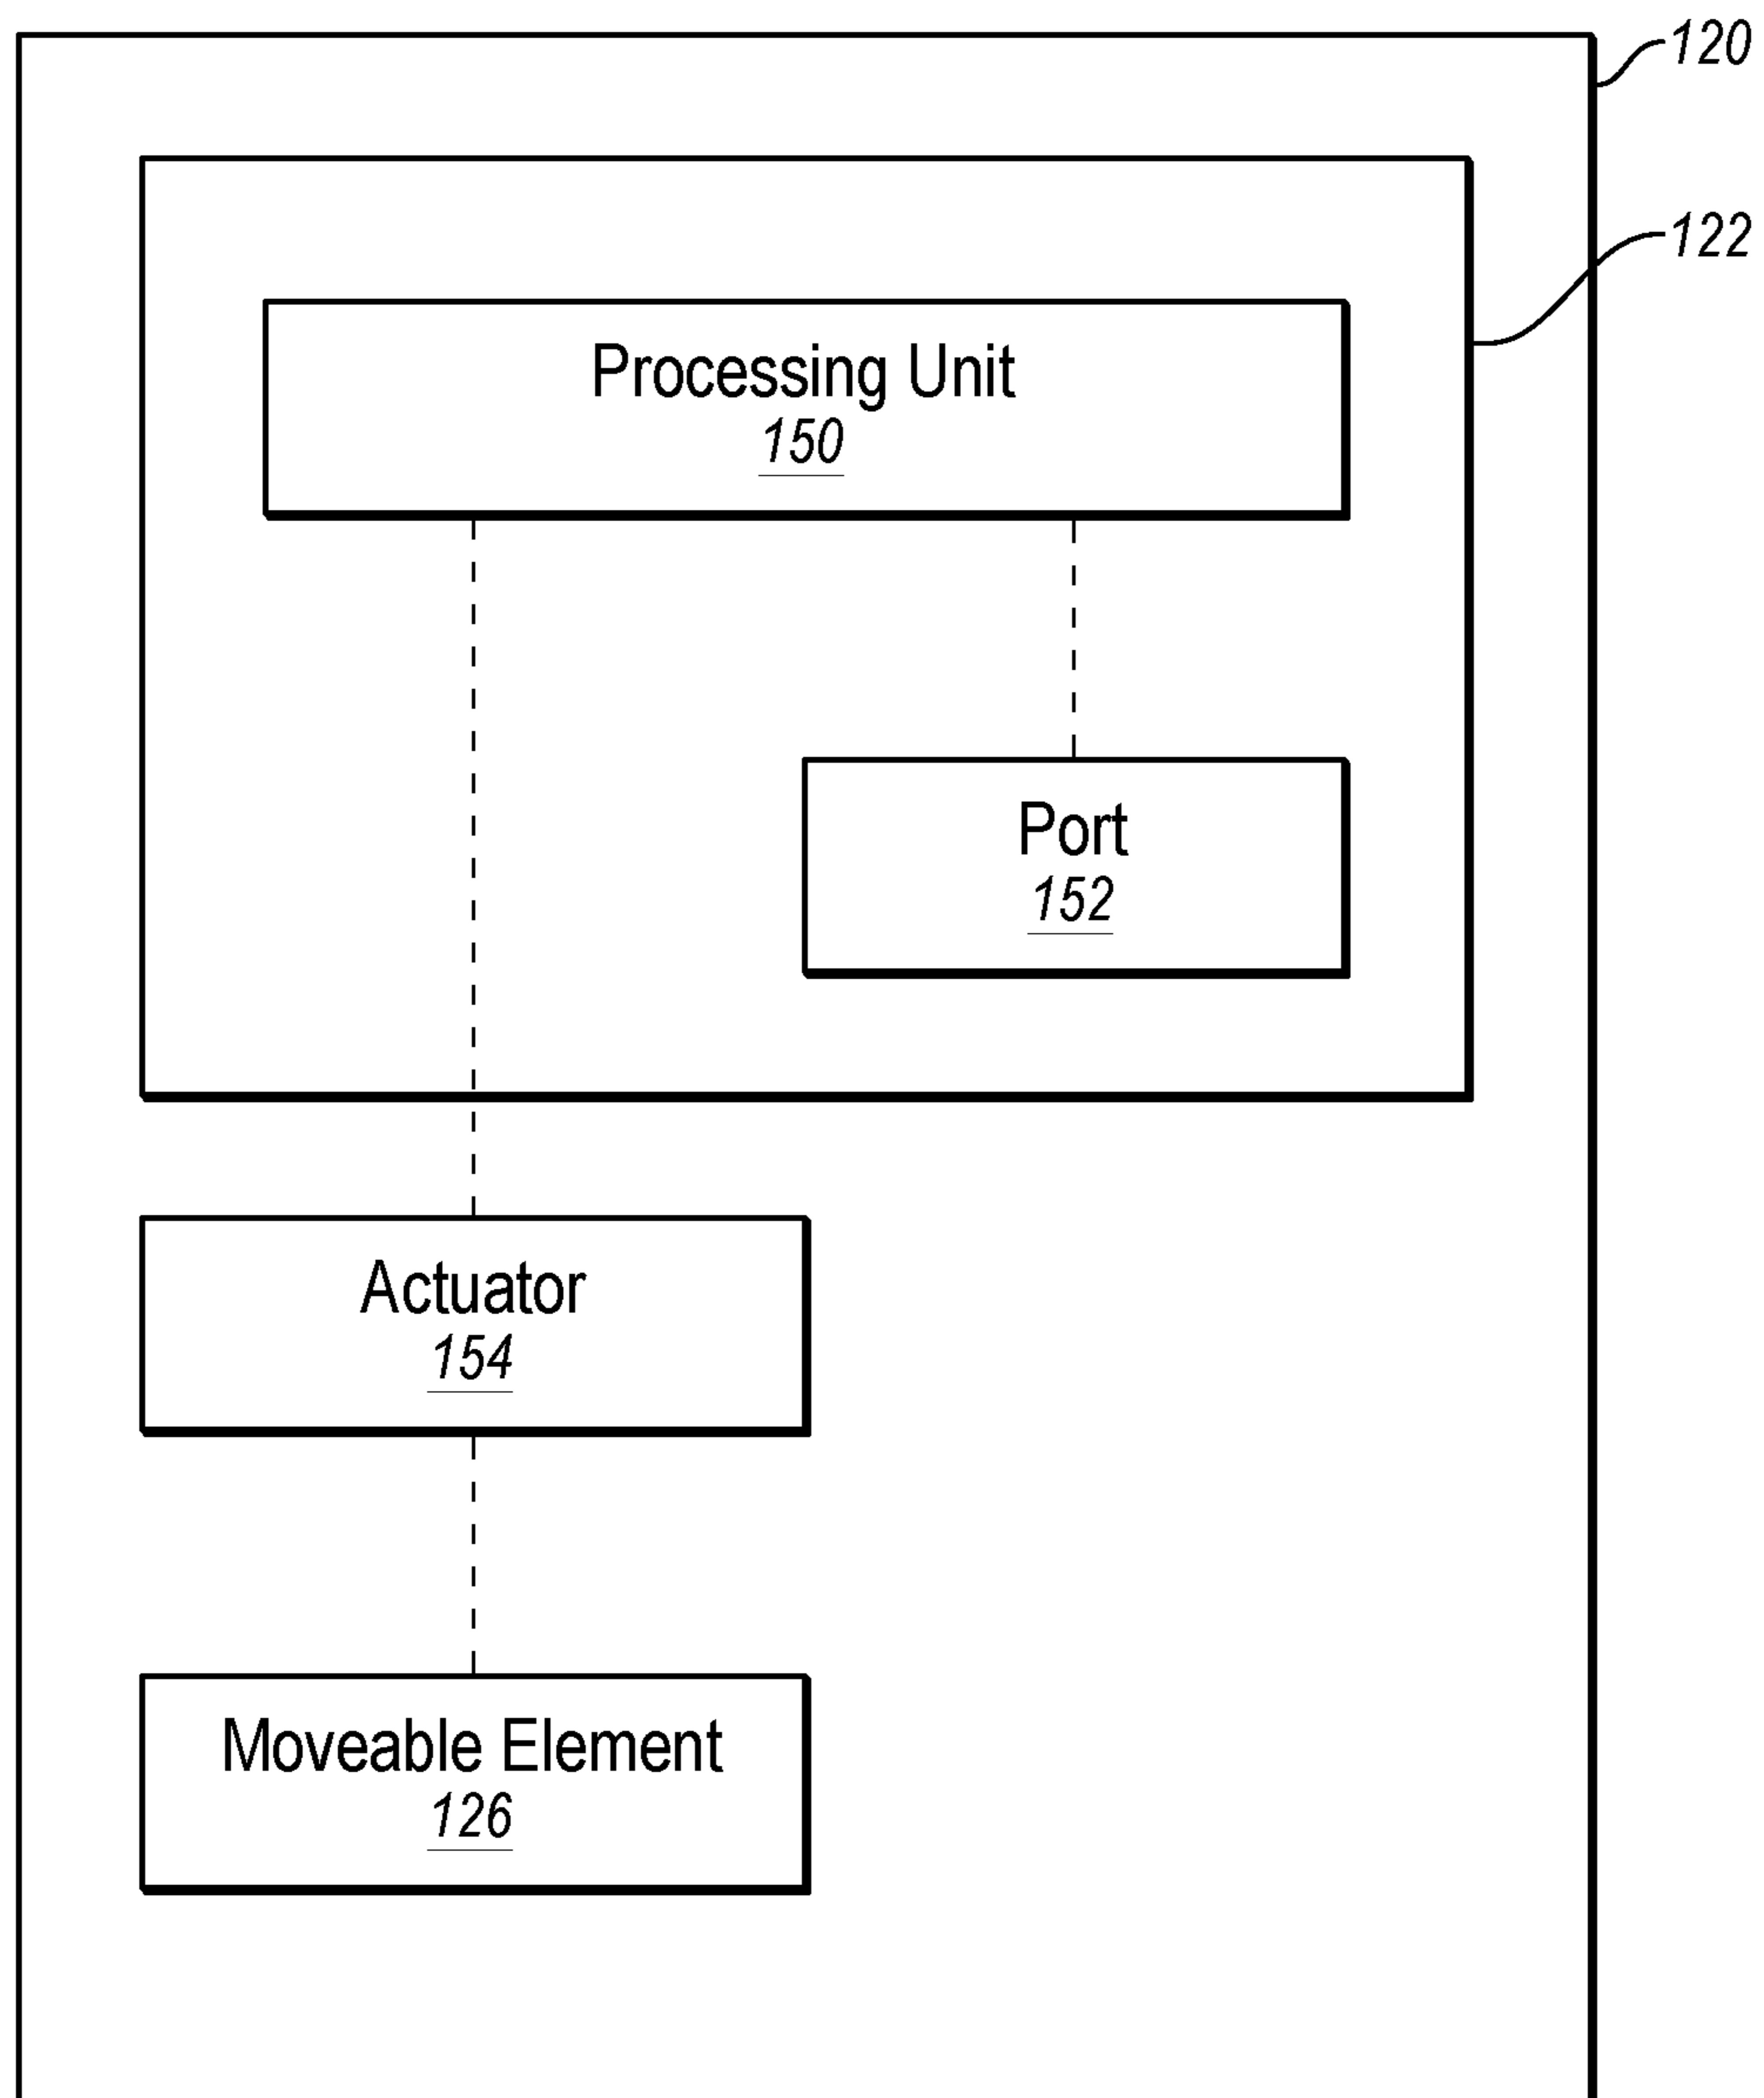 120
122
Processing Unit
150
Port
152
Actuator
154
Moveable Element
126